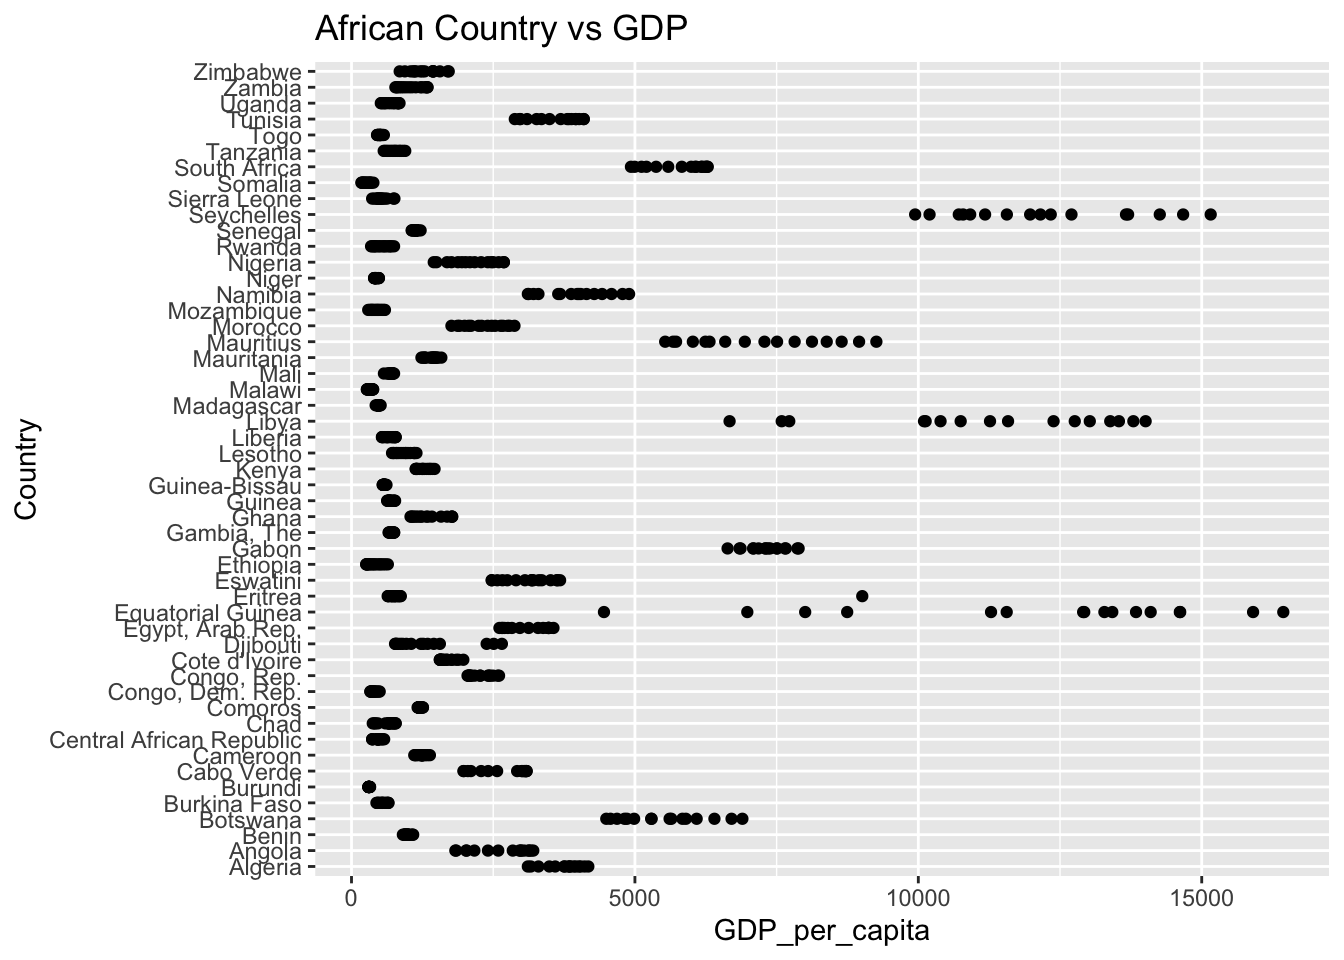 African Country vs GDP
Zimbabwe
Zambia
Uganda
Tunisia
Togo
Tanzania
South Africa
Somalia
Sierra Leone
Seychelles
Senegal
Rwanda
Nigeria
Niger
Namibia
Mozambique
Morocco
Mauritius
Mauritania
Mali
Malawi
Madagascar
Libya
Liberia
Lesotho
Kenya
Guinea-Bissau
Guinea
Ghana
Gambia, The
Gabon
Ethiopia
Eswatini
Eritrea
Equatorial Guinea
Egypt, Arab Rep.
Djibouti
Cote d'Ivoire
Congo, Rep.
Congo, Dem. Rep.
Comoros
Chad
Central African Republic
Cameroon
Cabo Verde
Burundi
Burkina Faso
Botswana
Benin
Angola
Algeria
Country
0 5000 10000 15000
GDP_per_capita